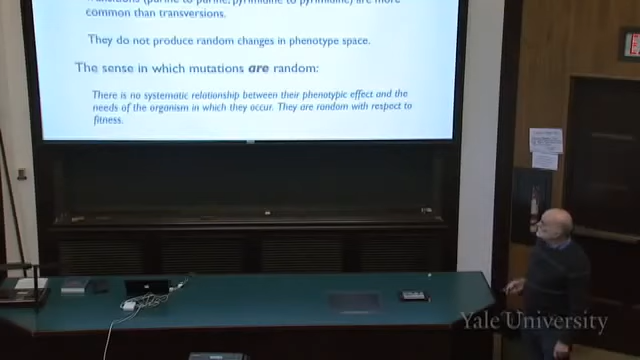 Transitions (purine to purine, pyrimidine to pyrimidine) are more
common than transversions.
They do not produce random changes in phenotype space.
The sense in which mutations are random:
There is no systematic relationship between their phenotypic effect and the
needs of the organism in which they occur. They are random with respect to
fitness.
Yale University